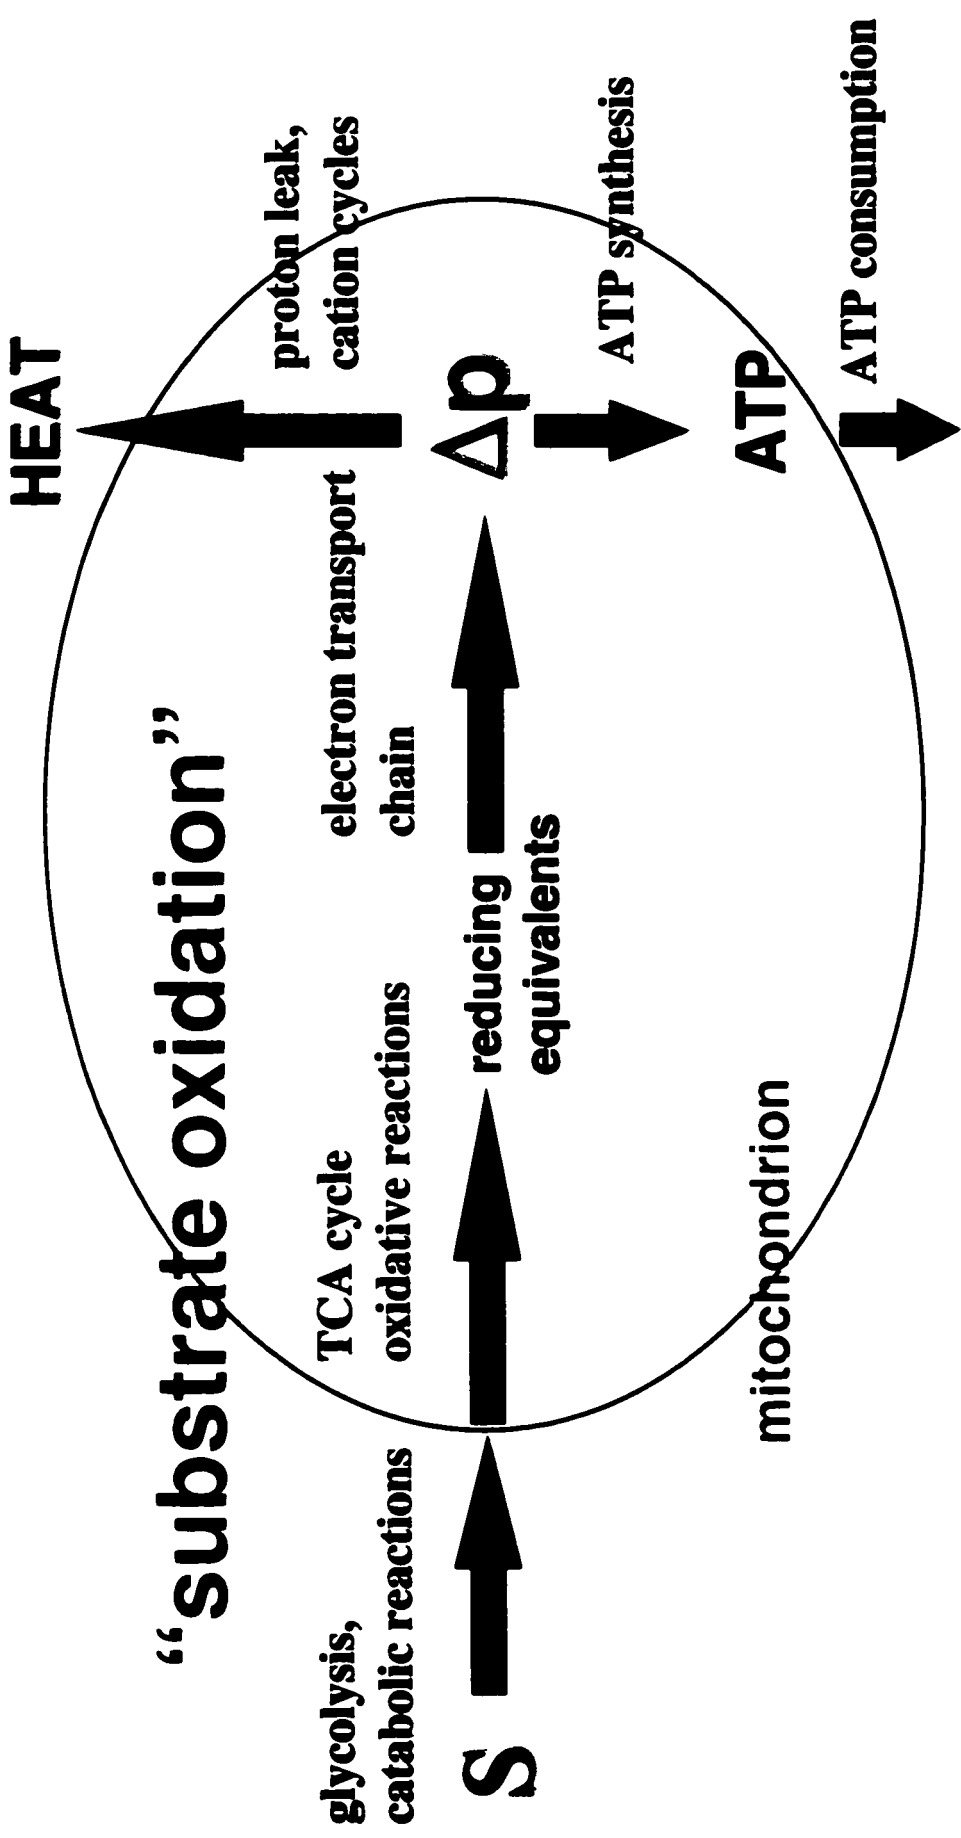 HEAT
“substrate oxidation”
proton leak,
cation cycles
glycolysis,
catabolic reactions
TCA cycle
oxidative reactions
electron transport
chain
S
reducing
equivalents
Δp
ATP synthesis
mitochondrion
ATP
ATP consumption